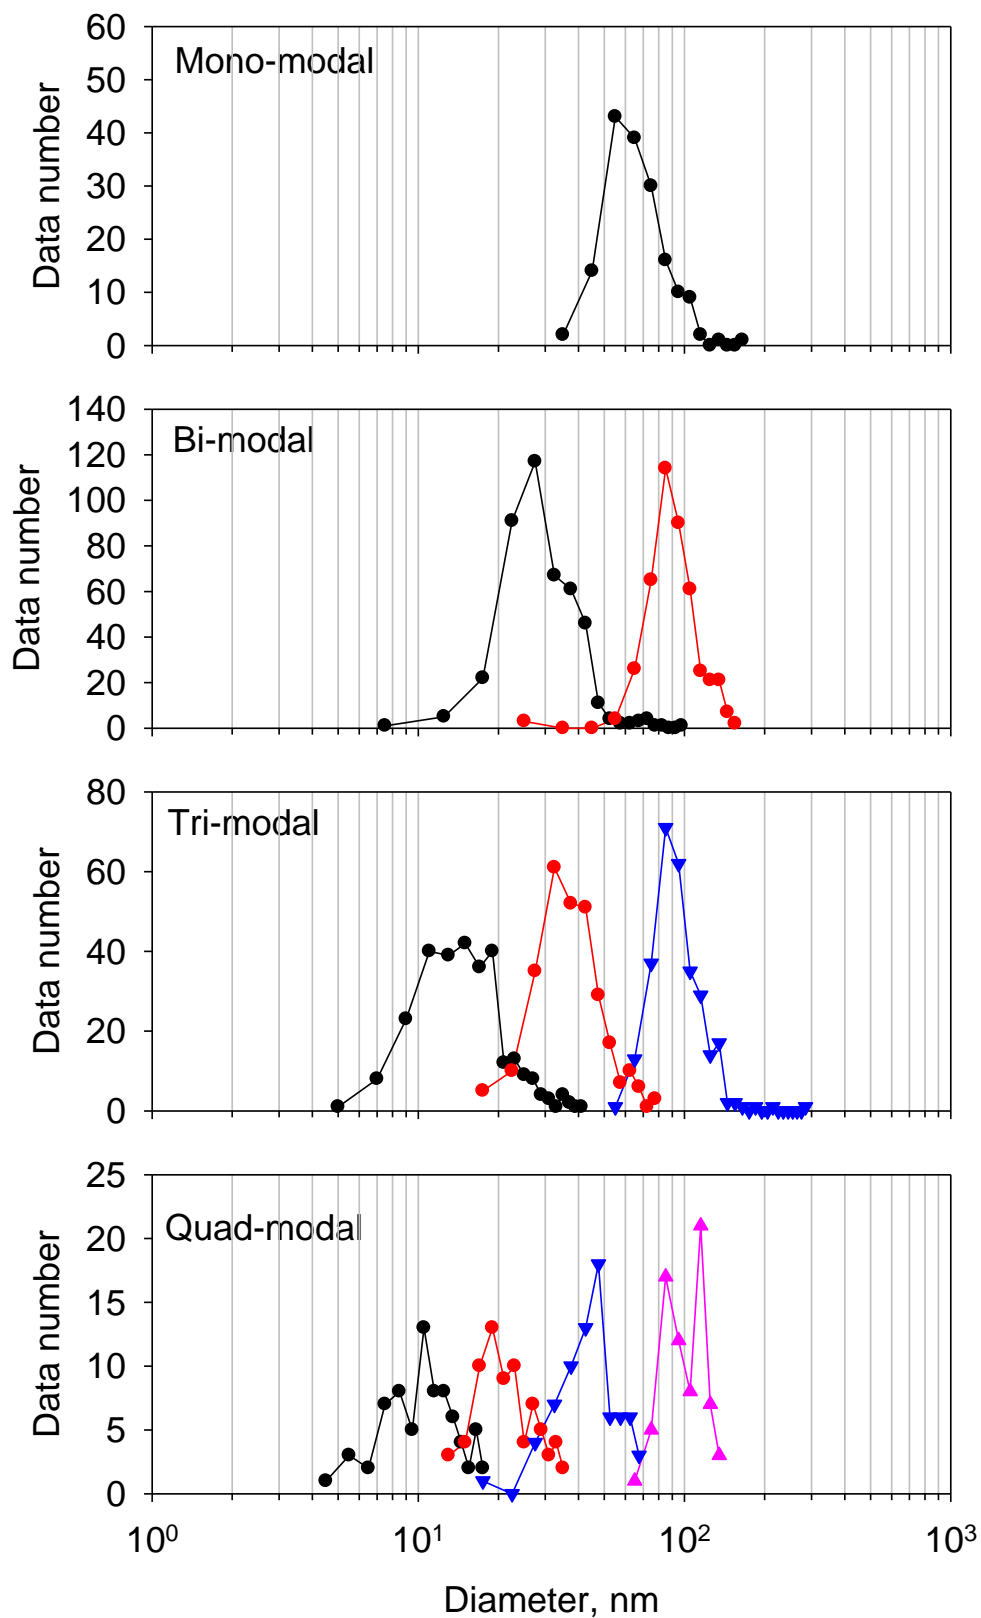 Mono-modal
Data number
60
50
40
30
20
10
0
Bi-modal
Data number
140
120
100
80
60
40
20
0
Tri-modal
Data number
80
60
40
20
0
Quad-modal
Data number
25
20
15
10
5
0
10⁰ 10¹ 10² 10³
Diameter, nm